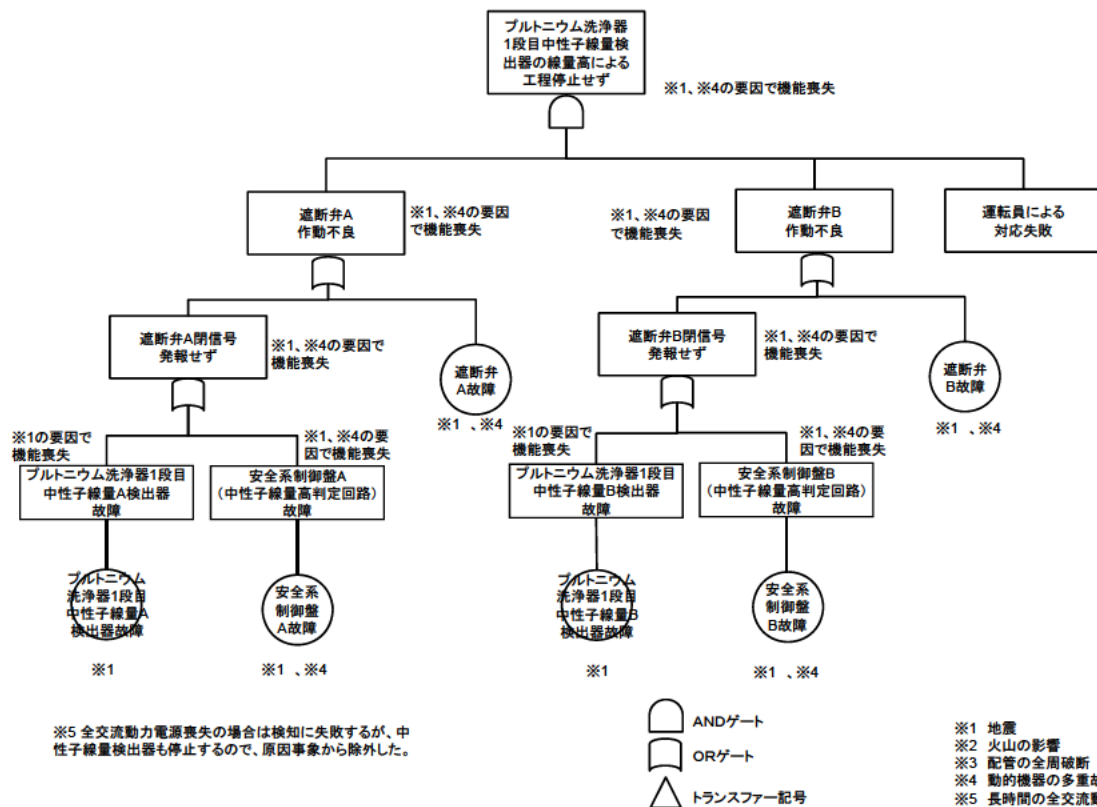 プルトニウム洗浄器
1段目中性子線量検
出器の線量高による
工程停止せず
※1、※4の要因で機能喪失
遮断弁A
作動不良
※1、※4の要因
で機能喪失
※1、※4の要因
で機能喪失
遮断弁B
作動不良
運転員による
対応失敗
遮断弁A閉信号
発報せず
※1、※4の要因で
機能喪失
遮断弁
A故障
※1 、※4
遮断弁B閉信号
発報せず
※1、※4の要因で
機能喪失
遮断弁
B故障
※1 、※4
※1の要因で
機能喪失
※1、※4の要
因で機能喪失
プルトニウム洗浄器1段目
中性子線量A検出器
故障
安全系制御盤A
(中性子線量高判定回路)
故障
※1の要因で
機能喪失
※1、※4の要
因で機能喪失
プルトニウム洗浄器1段目
中性子線量B検出器
故障
安全系制御盤B
(中性子線量高判定回路)
故障
プルトニウム
洗浄器1段目
中性子線量A
検出器故障
※1
安全系
制御盤
A故障
※1 、※4
プルトニウム
洗浄器1段目
中性子線量B
検出器故障
※1
安全系
制御盤
B故障
※1 、※4
※5 全交流動力電源喪失の場合は検知に失敗するが、中
性子線量検出器も停止するので、原因事象から除外した。
ANDゲート
ORゲート
トランスファー記号
※1 地震
※2 火山の影響
※3 配管の全周破断
※4 動的機器の多重故
※5 長時間の全交流動